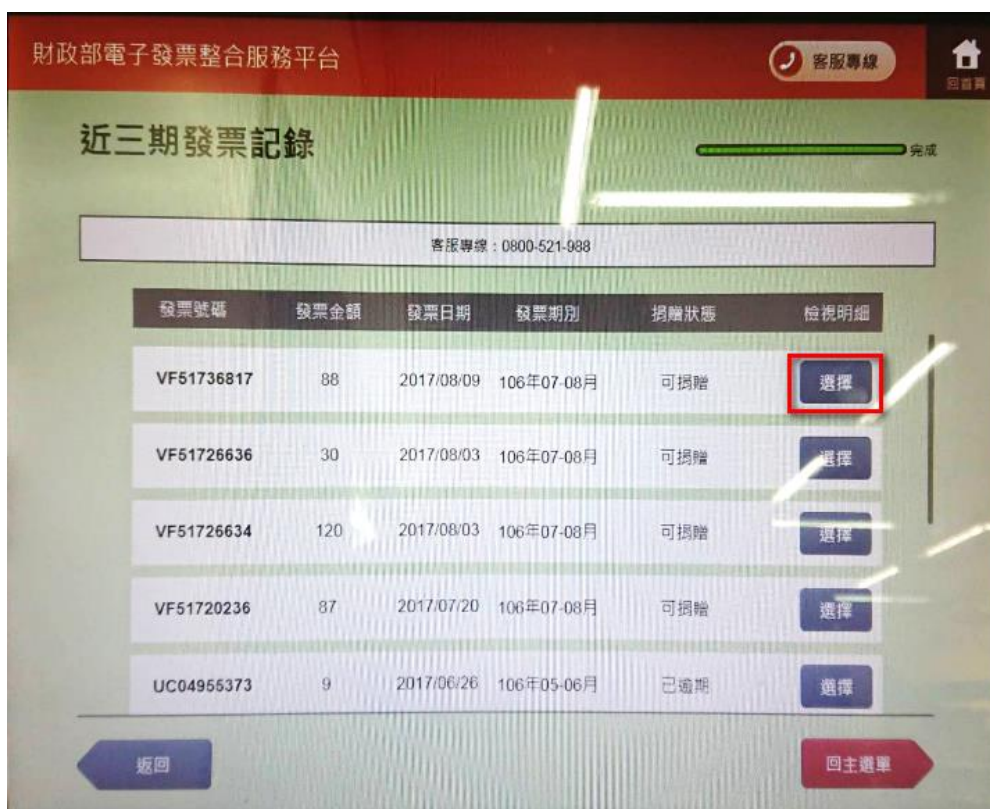 財政部電子發票整合服務平台
客服專線
回首頁
近三期發票記錄
完成
客服專線：0800-521-988
發票號碼 發票金額 發票日期 發票期別 捐贈狀態 檢視明細
VF51736817 88 2017/08/09 106年07-08月 可捐贈 選擇
VF51726636 30 2017/08/03 106年07-08月 可捐贈 選擇
VF51726634 120 2017/08/03 106年07-08月 可捐贈 選擇
VF51720236 87 2017/07/20 106年07-08月 可捐贈 選擇
UC04955373 9 2017/06/26 106年05-06月 已逾期 選擇
返回
回主選單